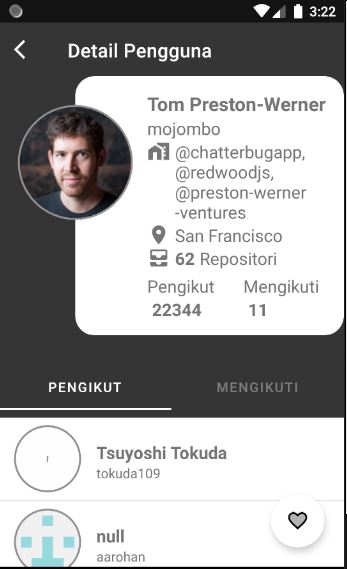 3:22
Detail Pengguna
Tom Preston-Werner
mojombo
@chatterbugapp,
@redwoodjs,
@preston-werner
-ventures
San Francisco
62 Repositori
Pengikut Mengikuti
22344 11
PENGIKUT MENGIKUTI
Tsuyoshi Tokuda
tokuda109
null
aarohan